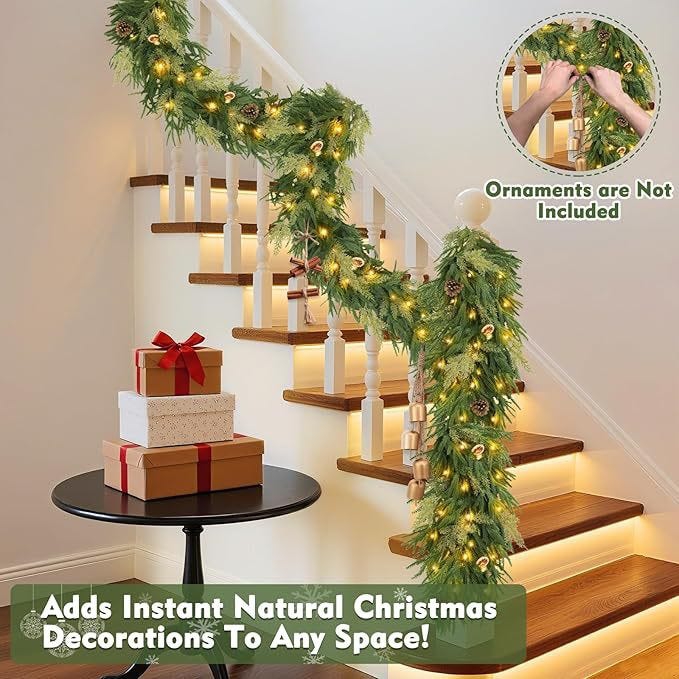 Ornaments are Not
Included
Adds Instant Natural Christmas
Decorations To Any Space!